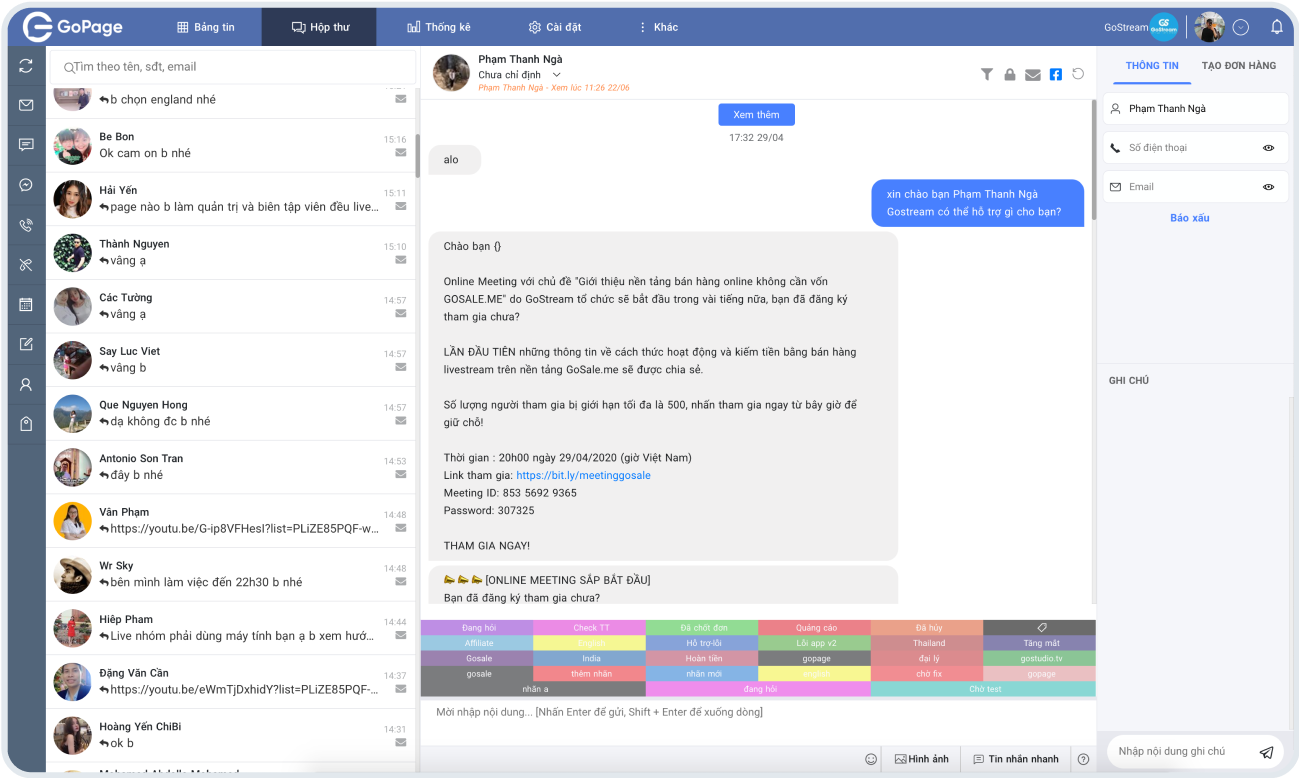 GoPage
Bảng tin
Hộp thư
Thống kê
Cài đặt
Khác
GoStream
GS
GoStream
Tìm theo tên, sđt, email
b chọn england nhé
Be Bon
15:16
Ok cam on b nhé
Hải Yến
15:11
page nào b làm quản trị và biên tập viên đều live...
Thành Nguyen
15:10
vâng ạ
Các Tường
14:57
vâng ạ
Say Luc Viet
14:57
vâng b
Que Nguyen Hong
14:57
dạ không đc b nhé
Antonio Son Tran
14:53
đây b nhé
Vân Phạm
14:48
https://youtu.be/G-ip8VFHesI?list=PLiZE85PQF-w...
Wr Sky
14:48
bên mình làm việc đến 22h30 b nhé
Hiêp Pham
14:44
Live nhóm phải dùng máy tính bạn ạ b xem hướ...
Đặng Văn Cần
14:37
https://youtu.be/eWmTjDxhidY?list=PLiZE85PQF-...
Hoàng Yến ChiBi
14:31
ok b
Phạm Thanh Ngà
Chưa chỉ định
Phạm Thanh Ngà - Xem lúc 11:26 22/06
Xem thêm
17:32 29/04
alo
xin chào bạn Phạm Thanh Ngà
Gostream có thể hỗ trợ gì cho bạn?
Chào bạn {}
Online Meeting với chủ đề "Giới thiệu nền tảng bán hàng online không cần vốn
GOSALE.ME" do GoStream tổ chức sẽ bắt đầu trong vài tiếng nữa, bạn đã đăng ký
tham gia chưa?
LẦN ĐẦU TIÊN những thông tin về cách thức hoạt động và kiếm tiền bằng bán hàng
livestream trên nền tảng GoSale.me sẽ được chia sẻ.
Số lượng người tham gia bị giới hạn tối đa là 500, nhấn tham gia ngay từ bây giờ để
giữ chỗ!
Thời gian : 20h00 ngày 29/04/2020 (giờ Việt Nam)
Link tham gia: https://bit.ly/meetinggosale
Meeting ID: 853 5692 9365
Password: 307325
THAM GIA NGAY!
[ONLINE MEETING SẮP BẮT ĐẦU]
Bạn đã đăng ký tham gia chưa?
Đang hỏi
Check TT
Đã chốt đơn
Quảng cáo
Đã hủy
Affiliate
English
Hỗ trợ-lỗi
Lỗi app v2
Thailand
Tăng mắt
Gosale
India
Hoàn tiền
gopage
đại lý
gostudio.tv
gosale
thêm nhãn
nhãn mới
english
chờ fix
gopage
nhãn a
đang hỏi
Chờ test
Mời nhập nội dung... [Nhấn Enter để gửi, Shift + Enter để xuống dòng]
Hình ảnh
Tin nhắn nhanh
THÔNG TIN
TẠO ĐƠN HÀNG
Phạm Thanh Ngà
Số điện thoại
Email
Báo xấu
GHI CHÚ
Nhập nội dung ghi chú